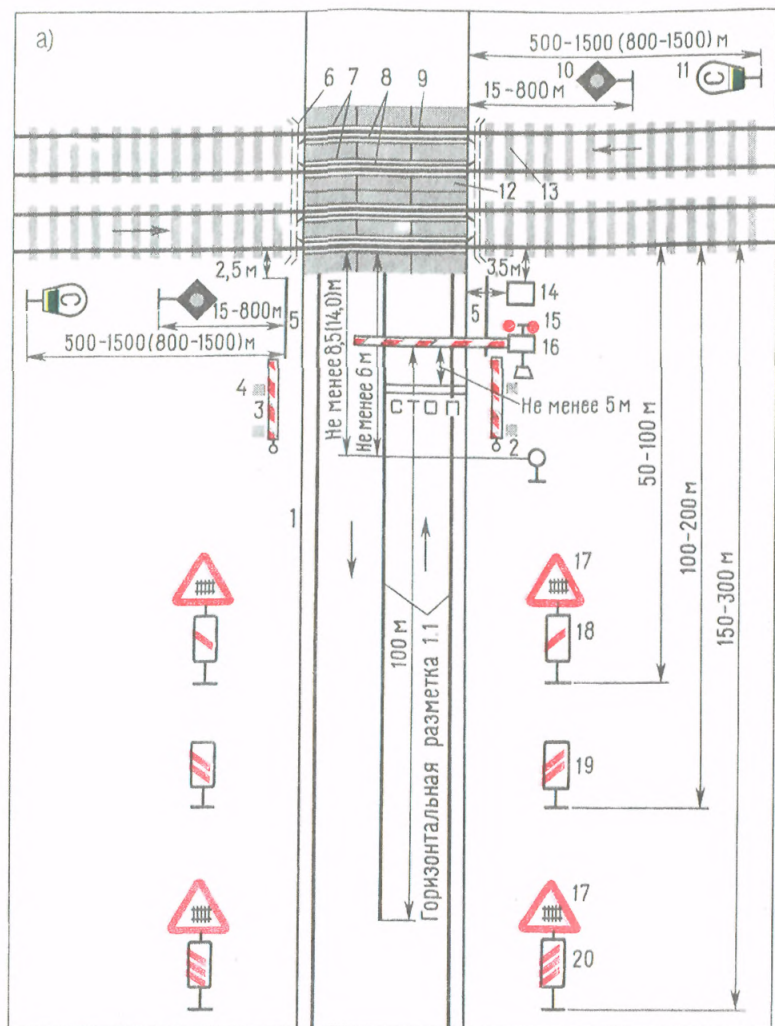 а)
500-1500 (800-1500) м
10
11
15-800м
6
7
8
9
12
13
2,5 м
3,5м
14
15-800м
5
5
15
500-1500 (800-1500) м
16
Не менее 8,5 (14,0) м
Не менее 6 м
4
3
СТОП
Не менее 5 м
2
1
50-100 м
100-200 м
150-300 м
17
18
100 м
Горизонтальная разметка 1.1
19
17
20
С
С